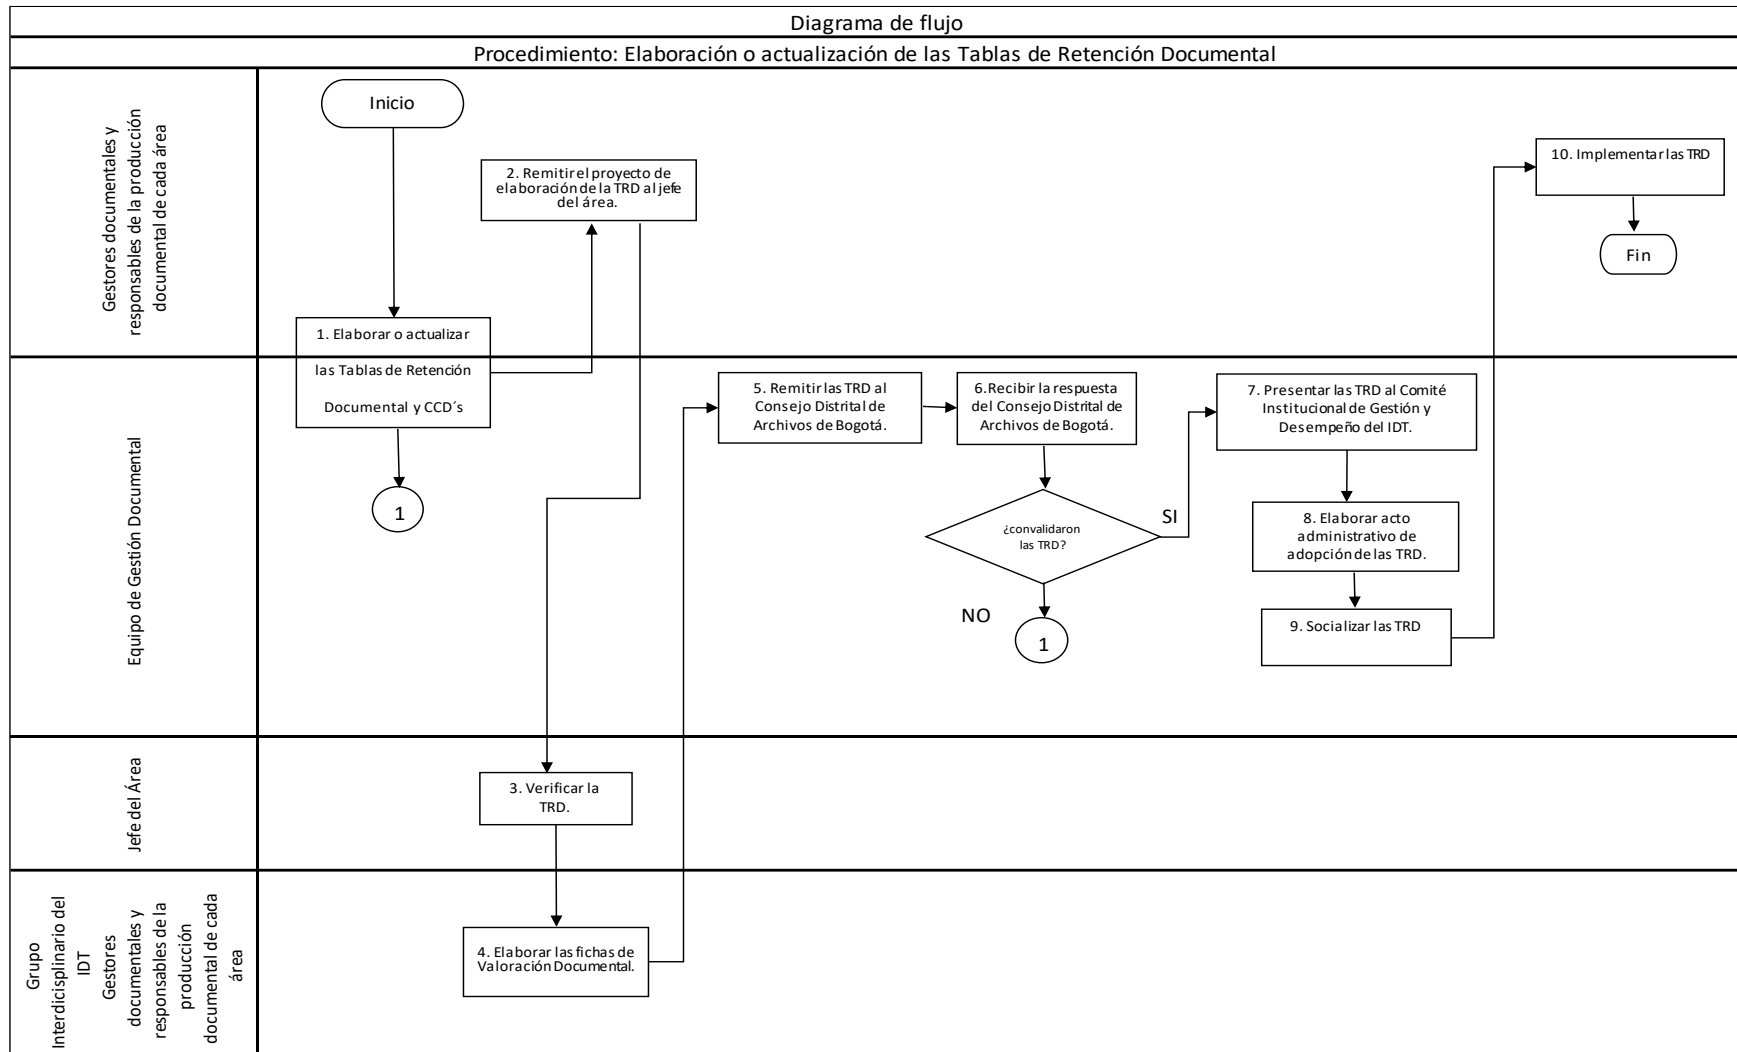 Diagrama de flujo
Procedimiento: Elaboración o actualización de las Tablas de Retención Documental
Gestores documentales y
responsables de la producción
documental de cada área
Inicio
2. Remitir el proyecto de
elaboración de la TRD al jefe
del área.
10. Implementar las TRD
Fin
1. Elaborar o actualizar
las Tablas de Retención
Documental y CCD´s
Equipo de Gestión Documental
1
5. Remitir las TRD al
Consejo Distrital de
Archivos de Bogotá.
6.Recibir la respuesta
del Consejo Distrital de
Archivos de Bogotá.
7. Presentar las TRD al Comité
Institucional de Gestión y
Desempeño del IDT.
¿convalidaron
las TRD?
SI
NO
1
8. Elaborar acto
administrativo de
adopción de las TRD.
9. Socializar las TRD
Jefe del Área
3. Verificar la
TRD.
Grupo
Interdicisplinario del
IDT
Gestores
documentales y
responsables de la
producción
documental de cada
área
4. Elaborar las fichas de
Valoración Documental.